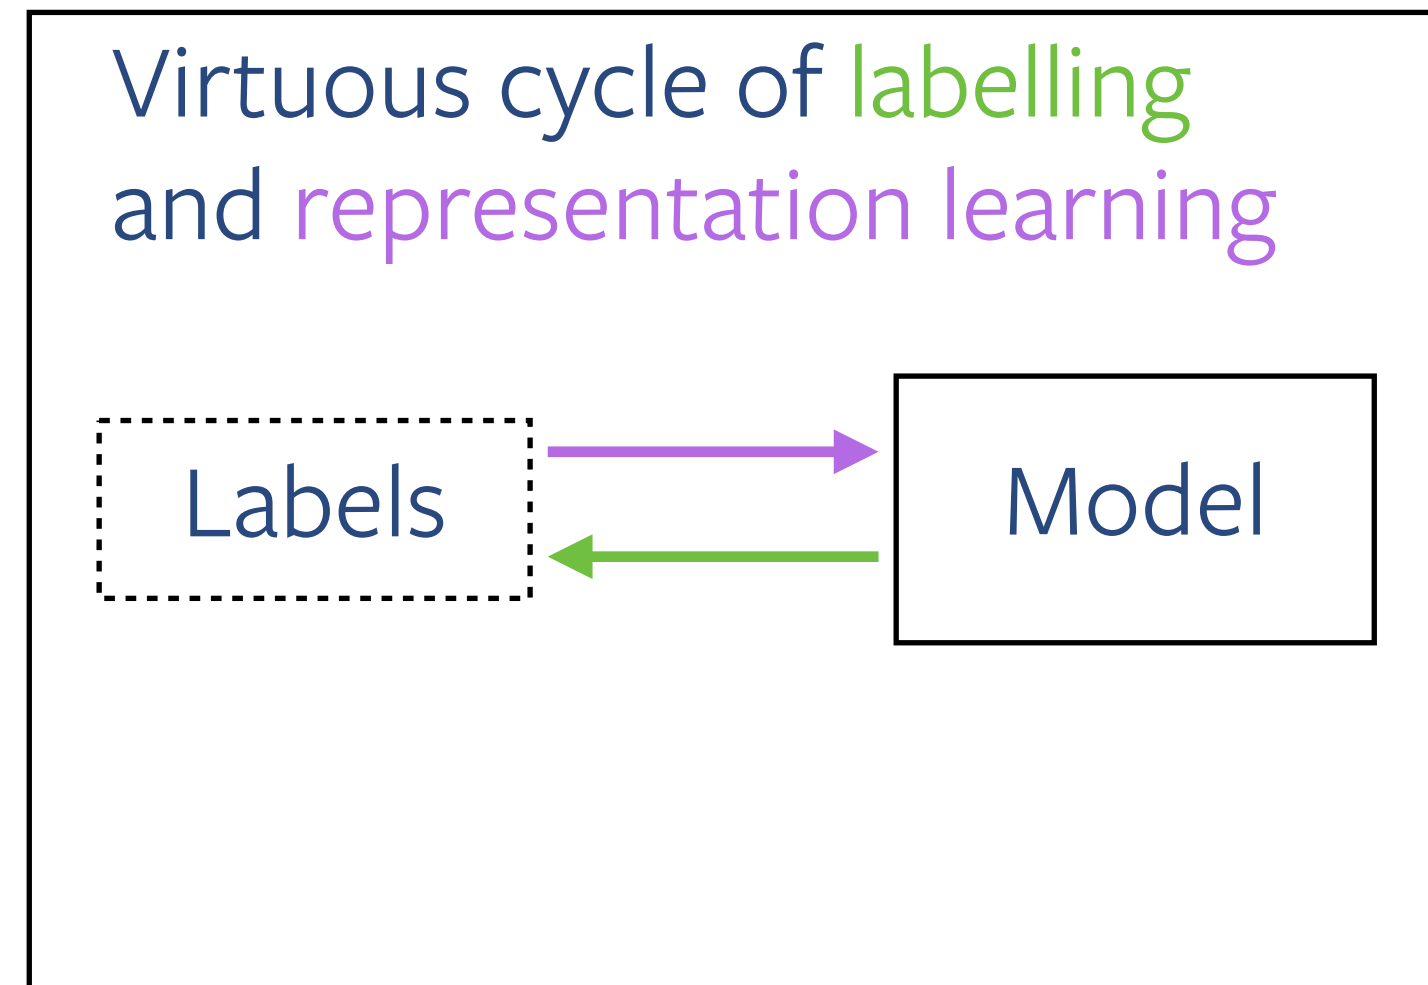 Virtuous cycle of labelling
and representation learning
Labels
Model